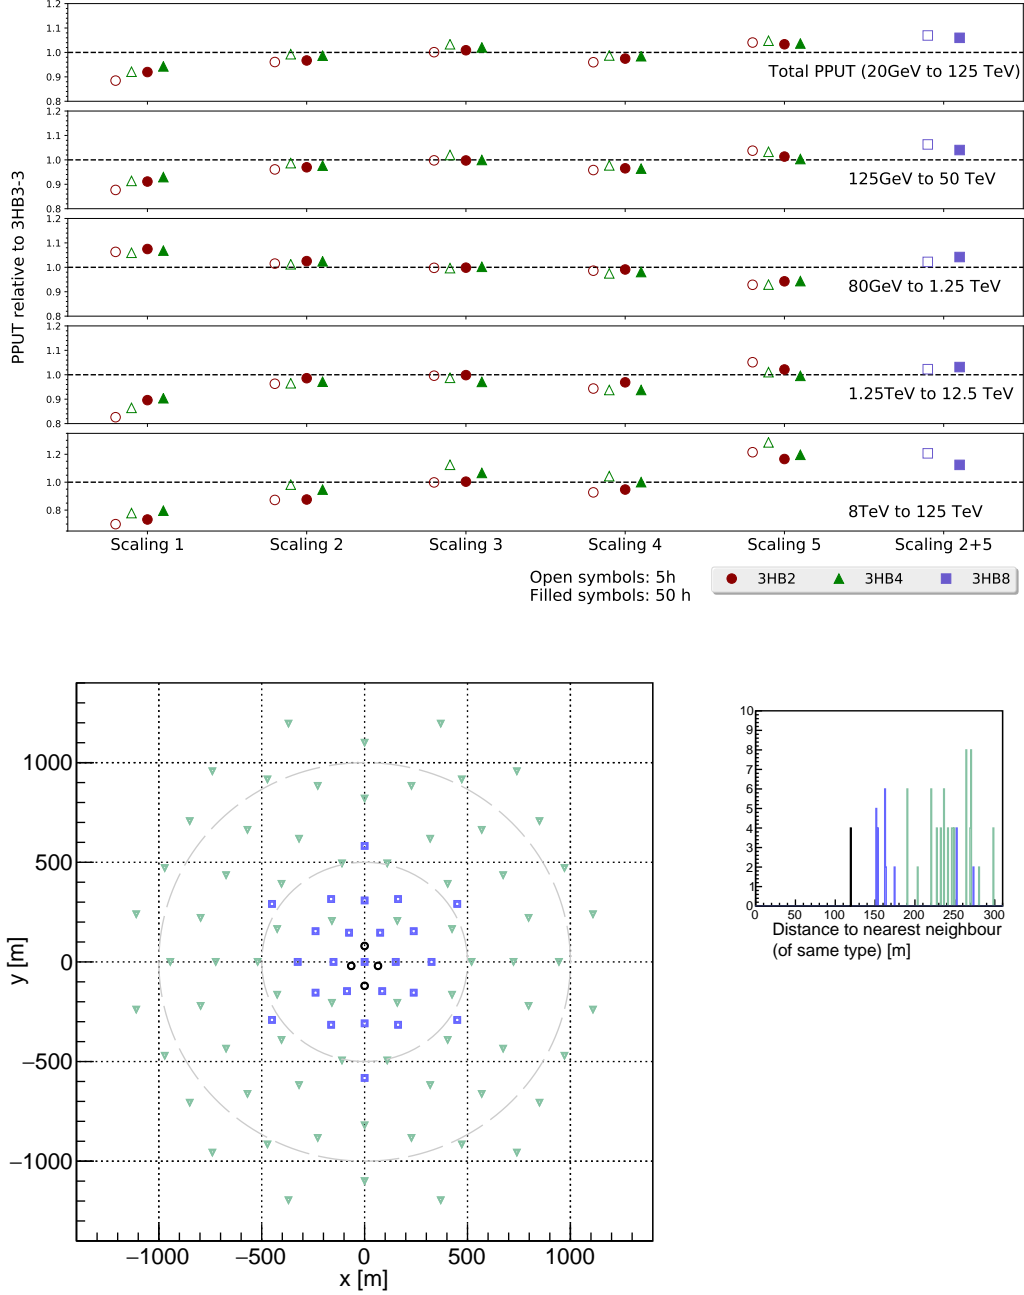 PPUT relative to 3HB3-3
1.2
1.1
1.0
0.9
0.8
Total PPUT (20GeV to 125 TeV)
1.2
1.1
1.0
0.9
0.8
125GeV to 50 TeV
1.2
1.1
1.0
0.9
0.8
80GeV to 1.25 TeV
1.2
1.1
1.0
0.9
0.8
1.25TeV to 12.5 TeV
1.2
1.0
0.8
8TeV to 125 TeV
Scaling 1 Scaling 2 Scaling 3 Scaling 4 Scaling 5 Scaling 2+5
Open symbols: 5h
Filled symbols: 50 h
3HB2 3HB4 3HB8
y [m]
1000
500
0
−500
−1000
−1000 −500 0 500 1000
x [m]
10
9
8
7
6
5
4
3
2
1
0
0 50 100 150 200 250 300
Distance to nearest neighbour
(of same type) [m]